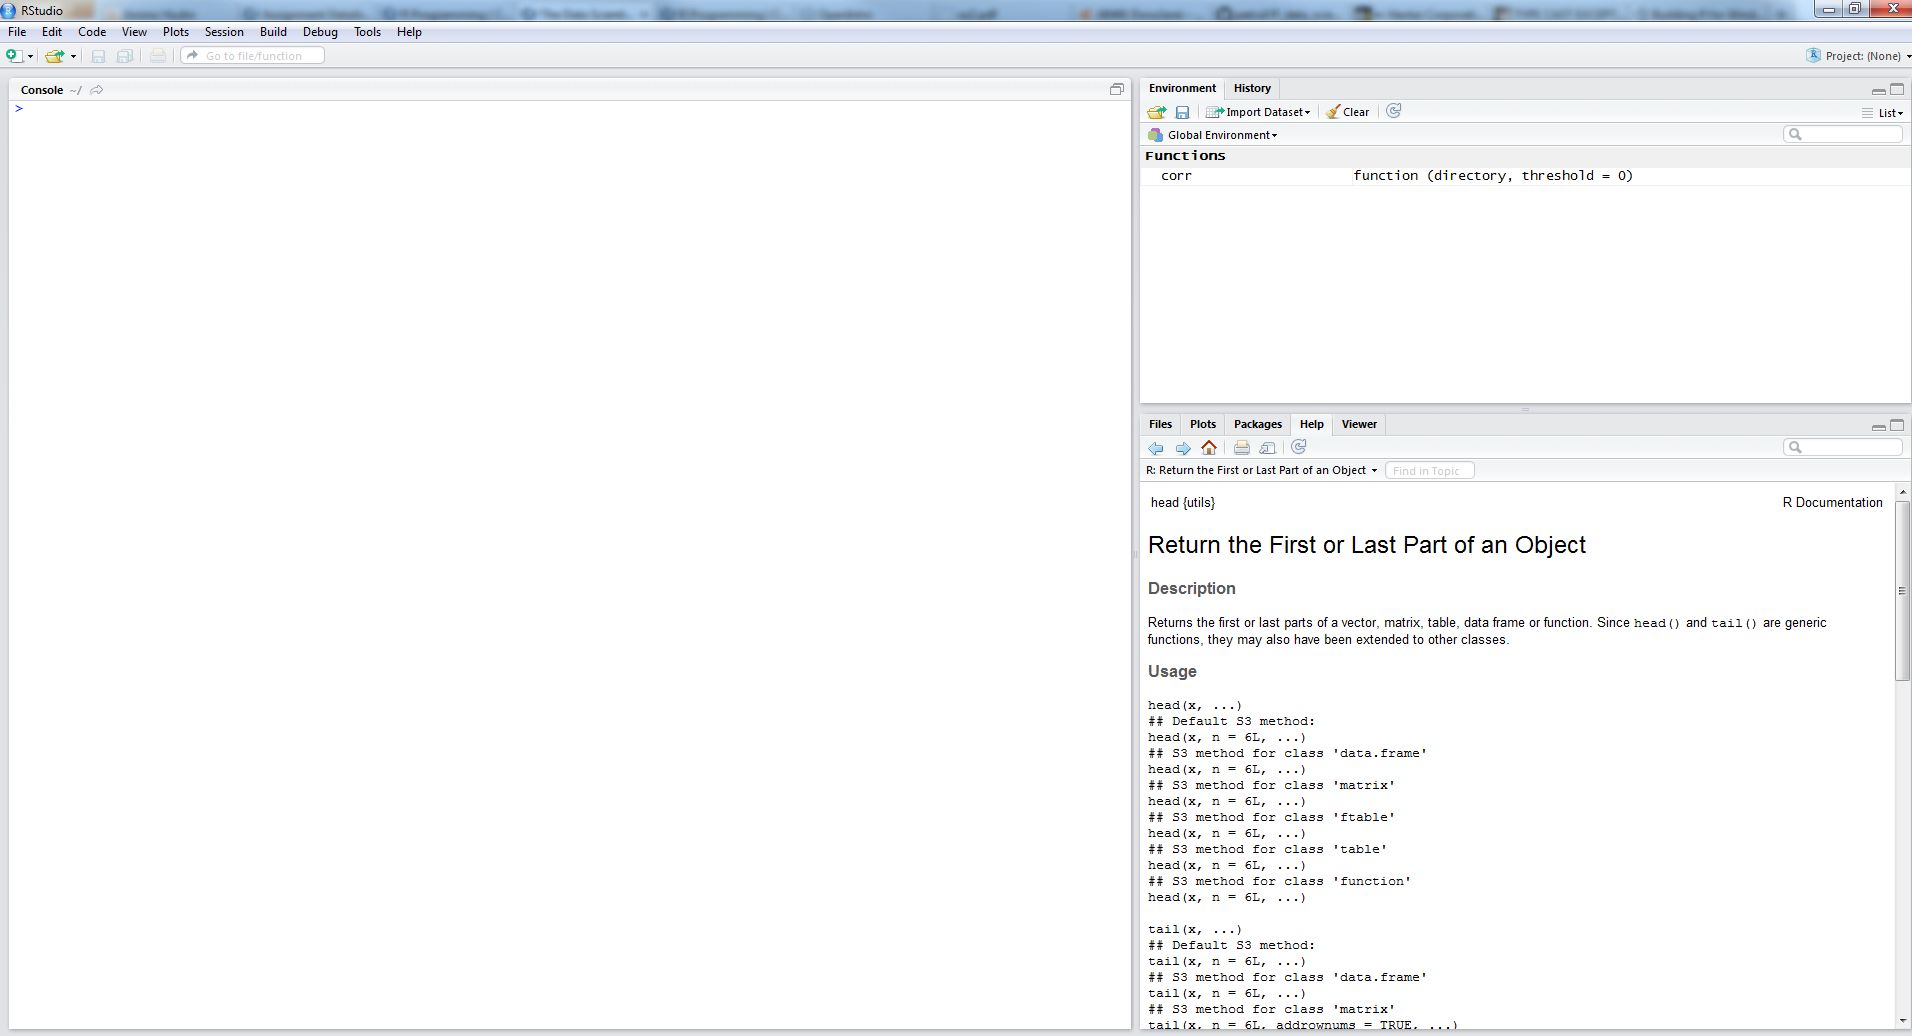 RStudio
File Edit Code View Plots Session Build Debug Tools Help
Go to file/function
Project: (None)
Console ~/
>
Environment History
Import Dataset Clear
List
Global Environment
Functions
corr function (directory, threshold = 0)
Files Plots Packages Help Viewer
R: Return the First or Last Part of an Object Find in Topic
head {utils} R Documentation
Return the First or Last Part of an Object
Description
Returns the first or last parts of a vector, matrix, table, data frame or function. Since head() and tail() are generic
functions, they may also have been extended to other classes.
Usage
head(x, ...)
## Default S3 method:
head(x, n = 6L, ...)
## S3 method for class 'data.frame'
head(x, n = 6L, ...)
## S3 method for class 'matrix'
head(x, n = 6L, ...)
## S3 method for class 'ftable'
head(x, n = 6L, ...)
## S3 method for class 'table'
head(x, n = 6L, ...)
## S3 method for class 'function'
head(x, n = 6L, ...)
tail(x, ...)
## Default S3 method:
tail(x, n = 6L, ...)
## S3 method for class 'data.frame'
tail(x, n = 6L, ...)
## S3 method for class 'matrix'
tail(x, n = 6L, addrownums = TRUE, ...)